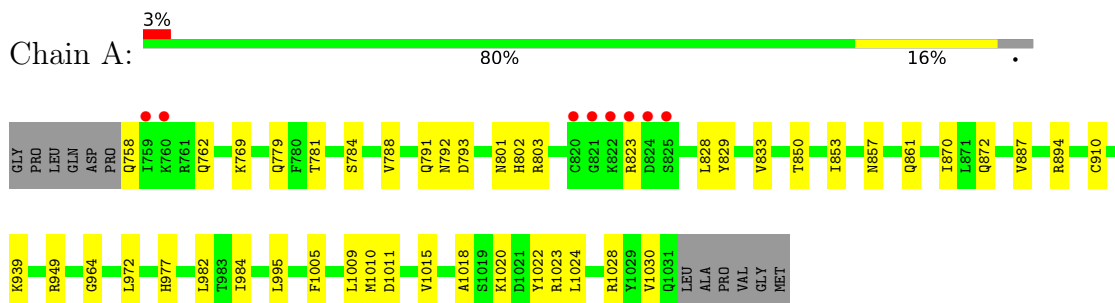 3%
Chain A:
80% 16% •
GLY PRO LEU GLN ASP PRO Q758 I759 K760 R761 Q762 K769 Q779 F780 T781 S784 V788 Q791 N792 D793 N801 H802 R803 C820 G821 K822 R823 D824 S825 L828 Y829 V833 T850 I853 N857 Q861 I870 L871 Q872 V887 R894 C910
K939 R949 G964 L972 H977 L982 T983 I984 L995 F1005 L1009 M1010 D1011 V1015 A1018 S1019 K1020 D1021 Y1022 R1023 L1024 R1028 Y1029 V1030 Q1031 LEU ALA PRO VAL GLY MET